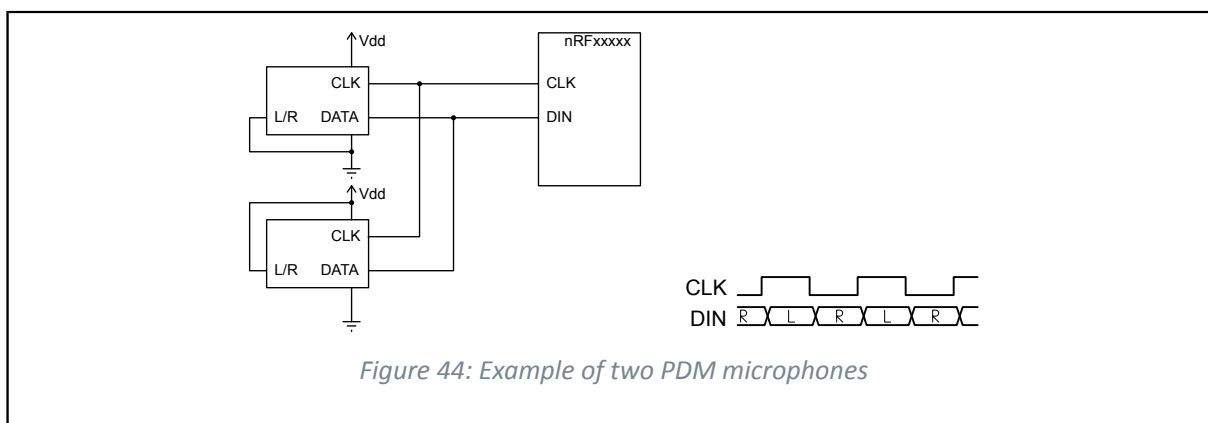 Vdd
nRFxxxxx
CLK
CLK
L/R
DATA
DIN
Vdd
CLK
L/R
DATA
CLK
DIN
R L R L R
Figure 44: Example of two PDM microphones